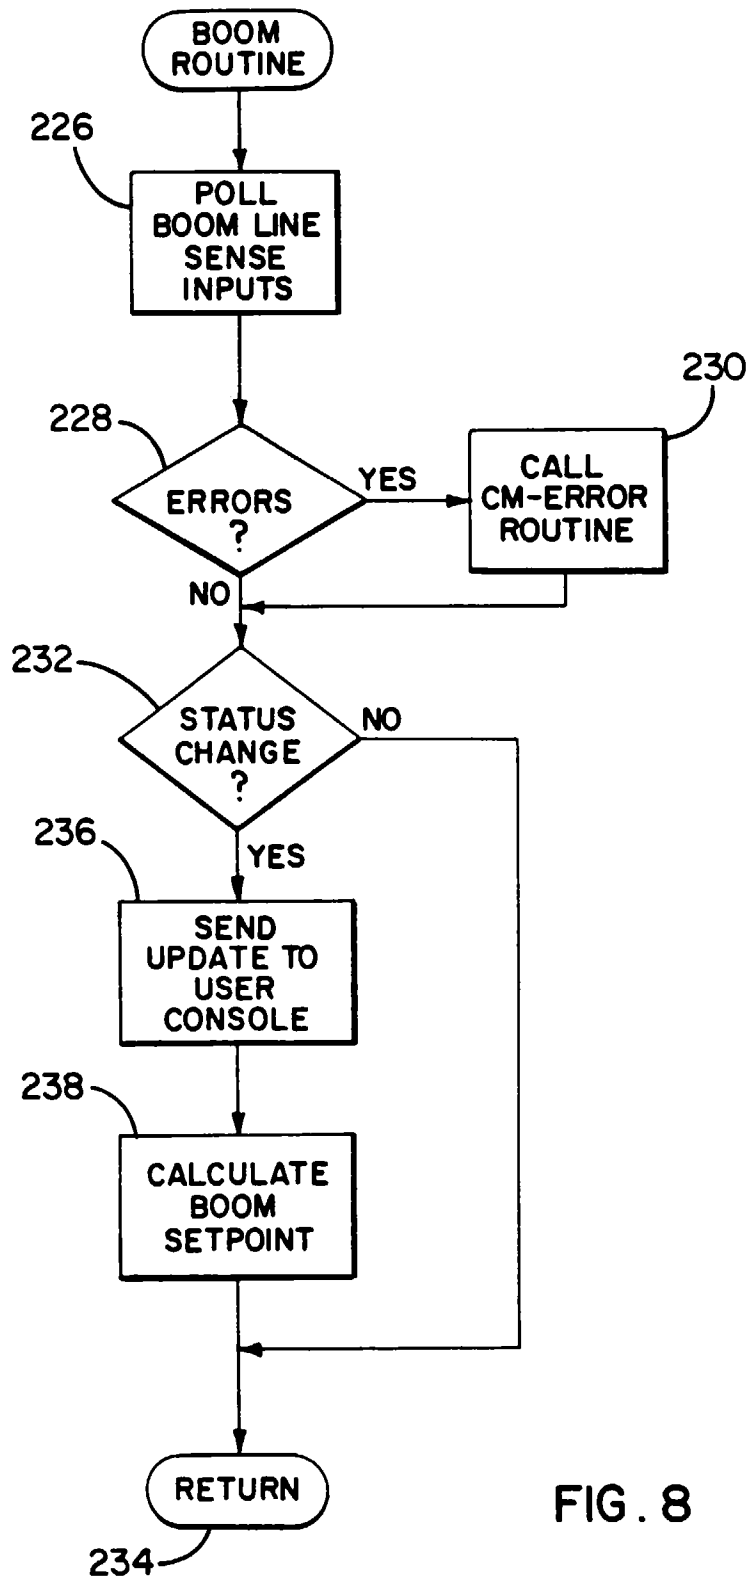 BOOM
ROUTINE
226
POLL
BOOM LINE
SENSE
INPUTS
228
ERRORS
?
YES
230
CALL
CM-ERROR
ROUTINE
NO
232
STATUS
CHANGE
?
NO
YES
236
SEND
UPDATE TO
USER
CONSOLE
238
CALCULATE
BOOM
SETPOINT
RETURN
234
FIG. 8